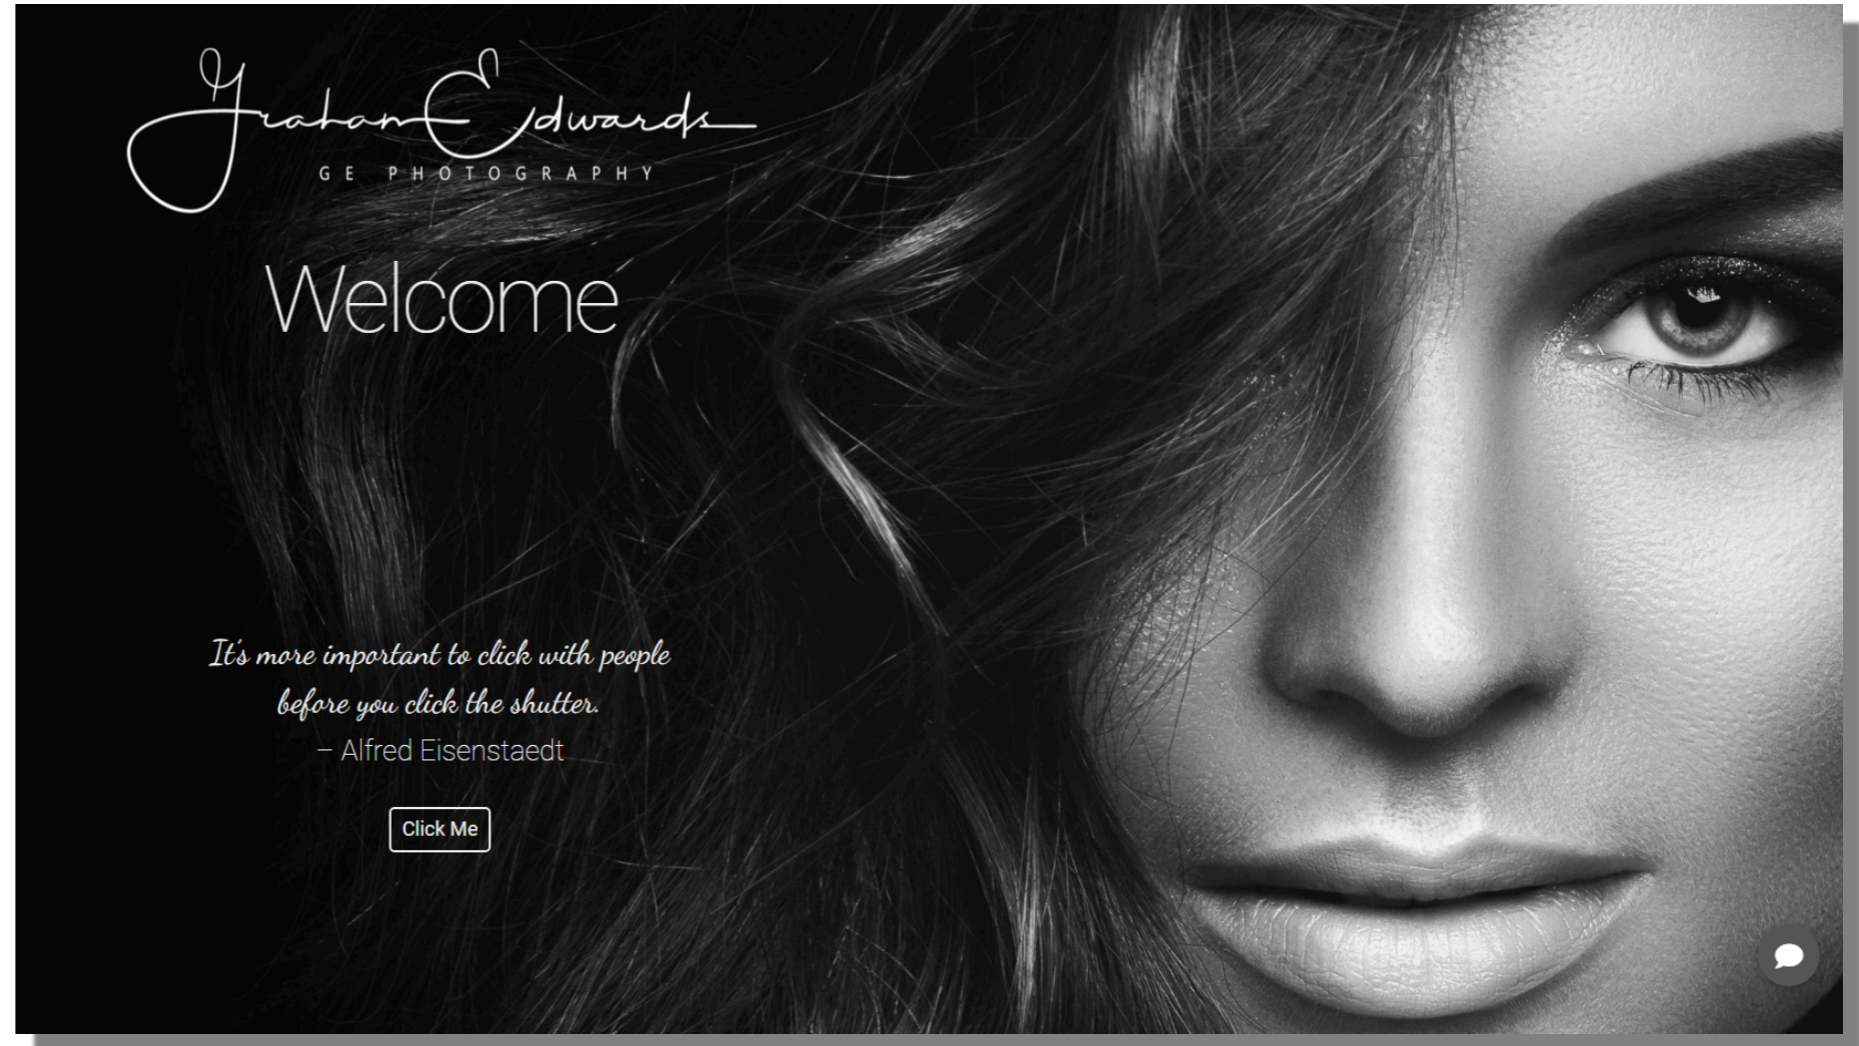 Graham Edwards
GE PHOTOGRAPHY
Welcome
It's more important to click with people
before you click the shutter.
– Alfred Eisenstaedt
Click Me